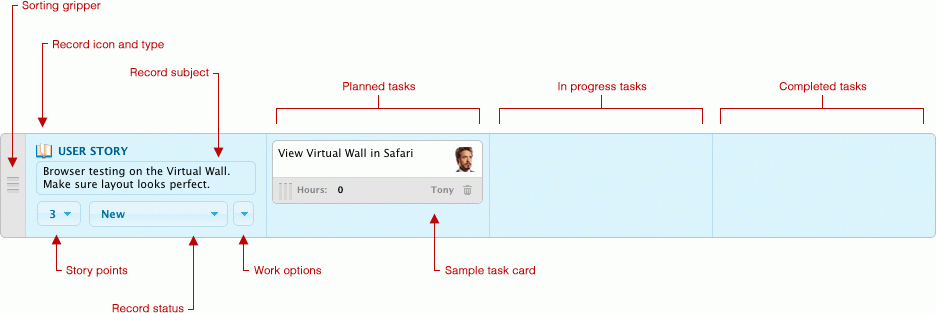 Sorting gripper
Record icon and type
Record subject
Planned tasks
In progress tasks
Completed tasks
USER STORY
Browser testing on the Virtual Wall.
Make sure layout looks perfect.
3
New
View Virtual Wall in Safari
Hours: 0
Tony
Story points
Work options
Sample task card
Record status